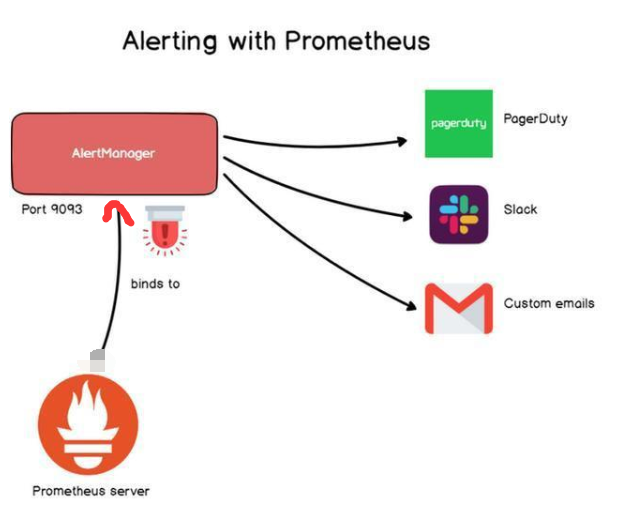 Alerting with Prometheus
AlertManager
Port 9093
binds to
Prometheus server
pagerduty
PagerDuty
Slack
Custom emails